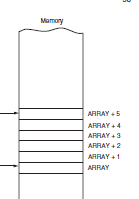 Memory
ARRAY + 5
ARRAY + 4
ARRAY + 3
ARRAY + 2
ARRAY + 1
ARRAY